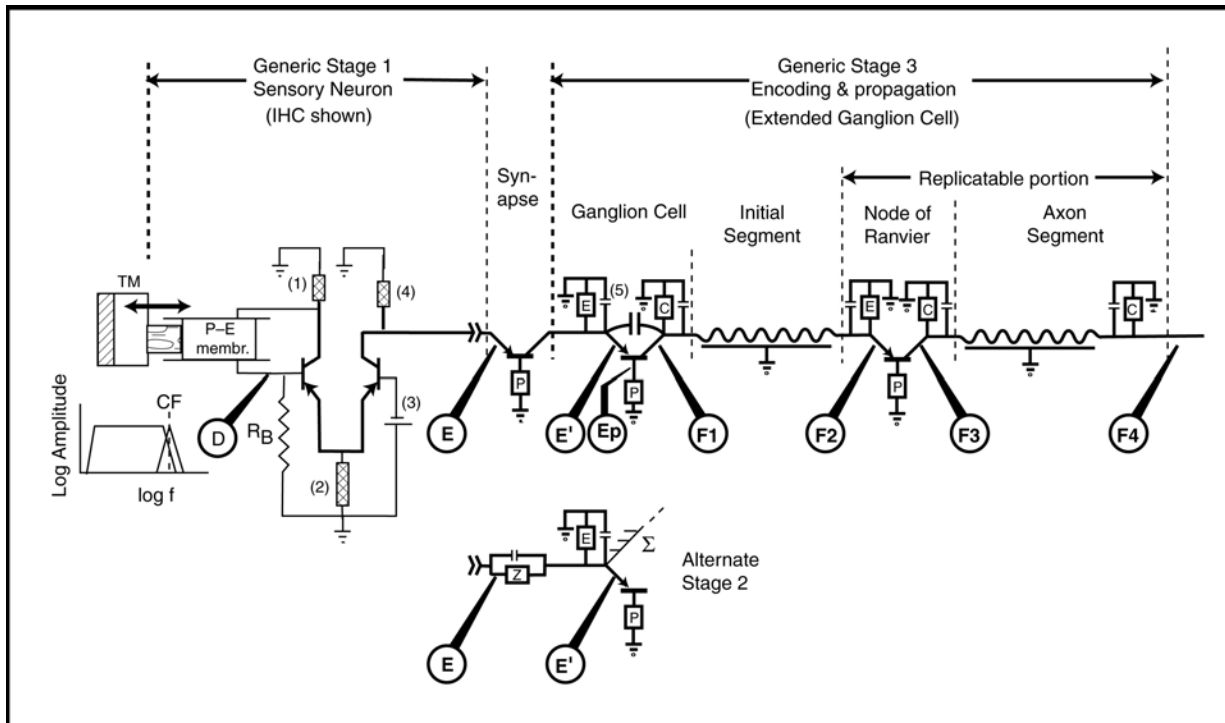 Generic Stage 1
Sensory Neuron
(IHC shown)
Generic Stage 3
Encoding & propagation
(Extended Ganglion Cell)
Syn-
apse
Replicatable portion
Ganglion Cell
Initial
Segment
Node of
Ranvier
Axon
Segment
TM
(1)
(4)
(5)
E
C
E
C
C
P–E
membr.
P
P
P
(3)
CF
D
R_B
E
E'
Ep
F1
F2
F3
F4
Log Amplitude
log f
(2)
E
Σ
Z
Alternate
Stage 2
P
E
E'